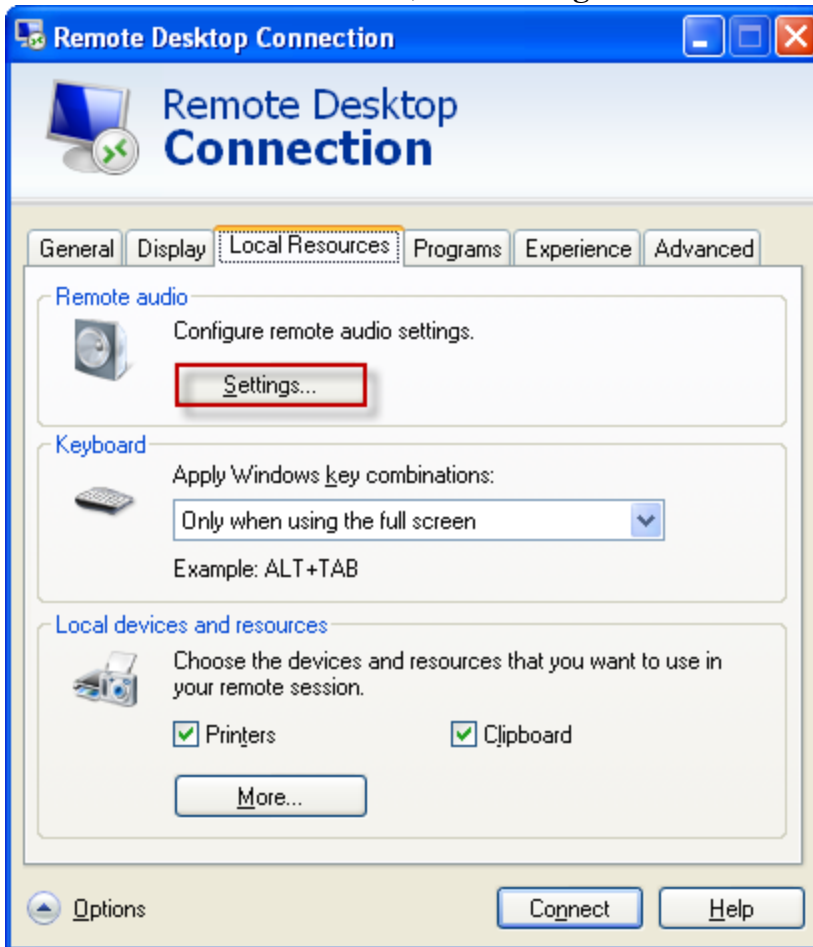 Remote Desktop Connection
Remote Desktop
Connection
General Display Local Resources Programs Experience Advanced
Remote audio
Configure remote audio settings.
Settings...
Keyboard
Apply Windows key combinations:
Only when using the full screen
Example: ALT+TAB
Local devices and resources
Choose the devices and resources that you want to use in
your remote session.
Printers Clipboard
More...
Options Connect Help